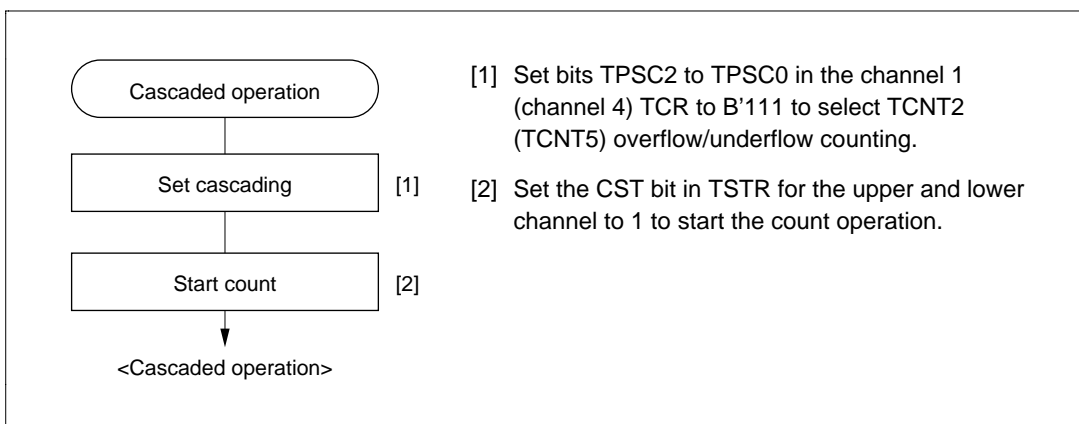 Cascaded operation
Set cascading [1]
Start count [2]
<Cascaded operation>
[1] Set bits TPSC2 to TPSC0 in the channel 1
(channel 4) TCR to B'111 to select TCNT2
(TCNT5) overflow/underflow counting.
[2] Set the CST bit in TSTR for the upper and lower
channel to 1 to start the count operation.